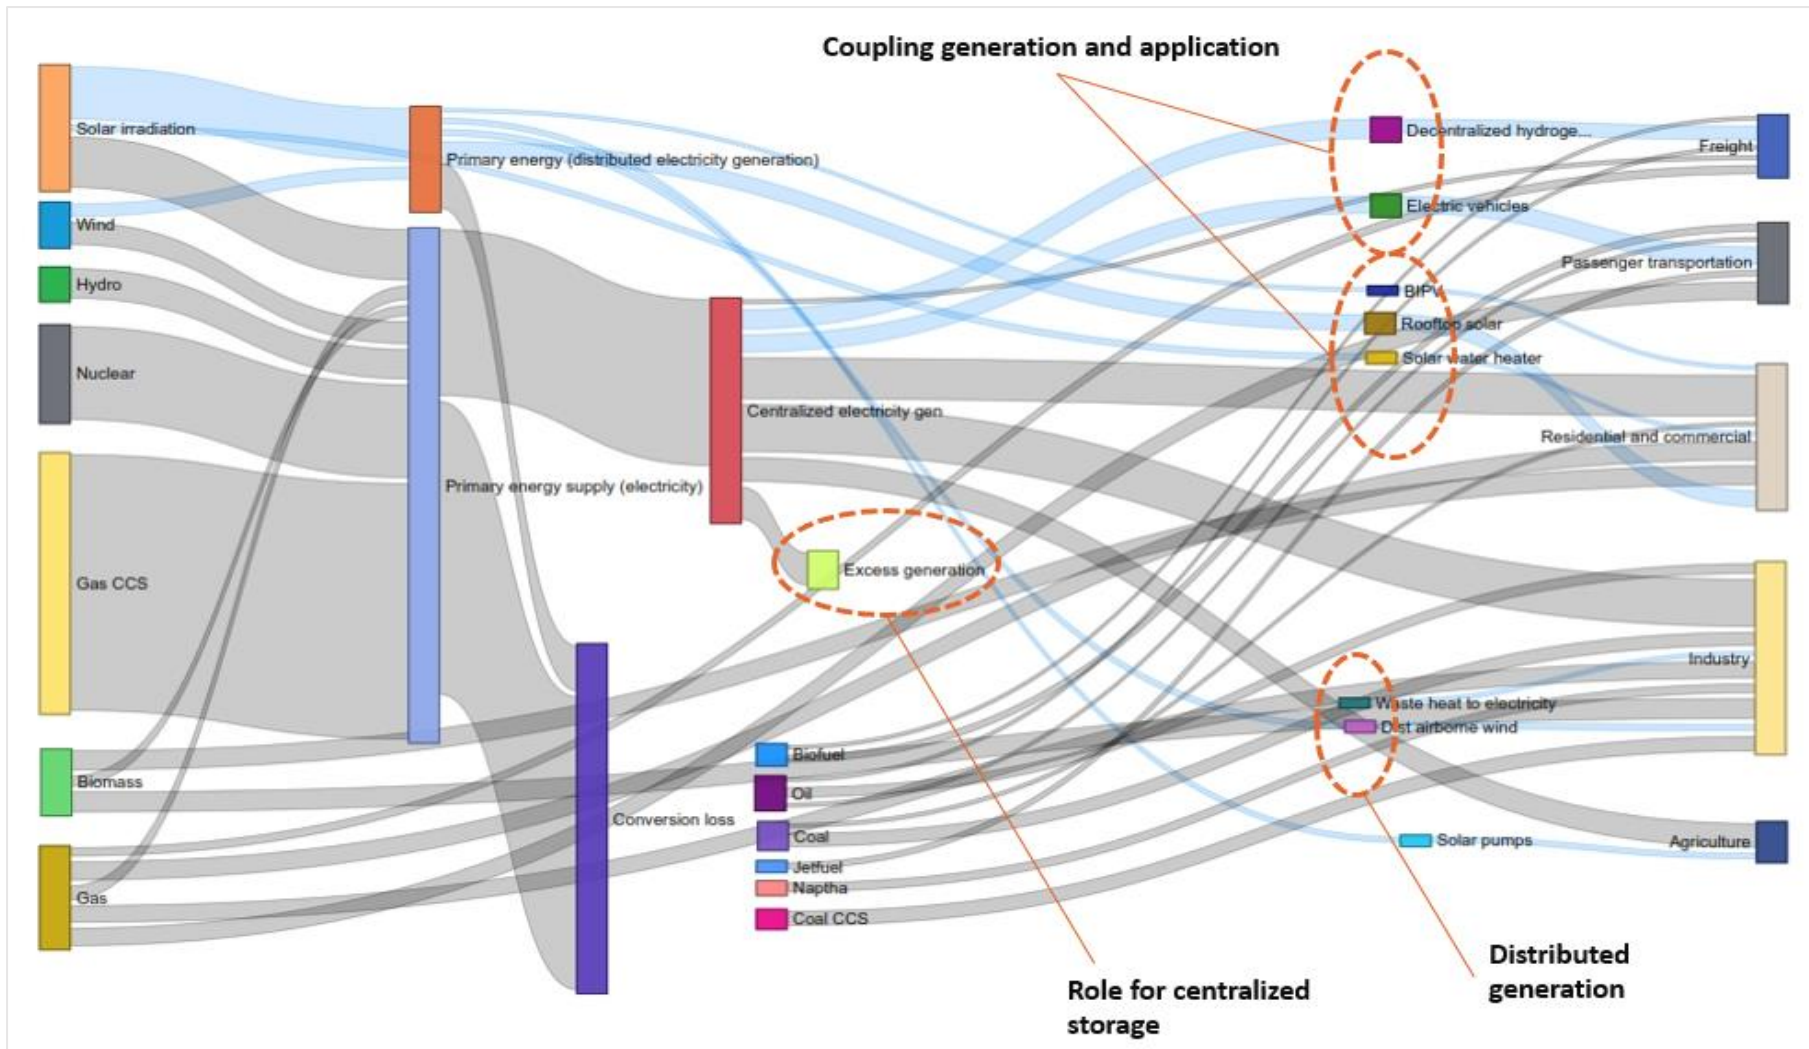 Coupling generation and application
Solar irradiation
Wind
Hydro
Nuclear
Gas CCS
Biomass
Gas
Primary energy (distributed electricity generation)
Primary energy supply (electricity)
Conversion loss
Centralized electricity gen
Excess generation
Biofuel
Oil
Coal
Jetfuel
Naptha
Coal CCS
Decentralized hydroge...
Electric vehicles
BIPV
Rooftop solar
Solar water heater
Waste heat to electricity
Dist airborne wind
Solar pumps
Freight
Passenger transportation
Residential and commercial
Industry
Agriculture
Role for centralized
storage
Distributed
generation